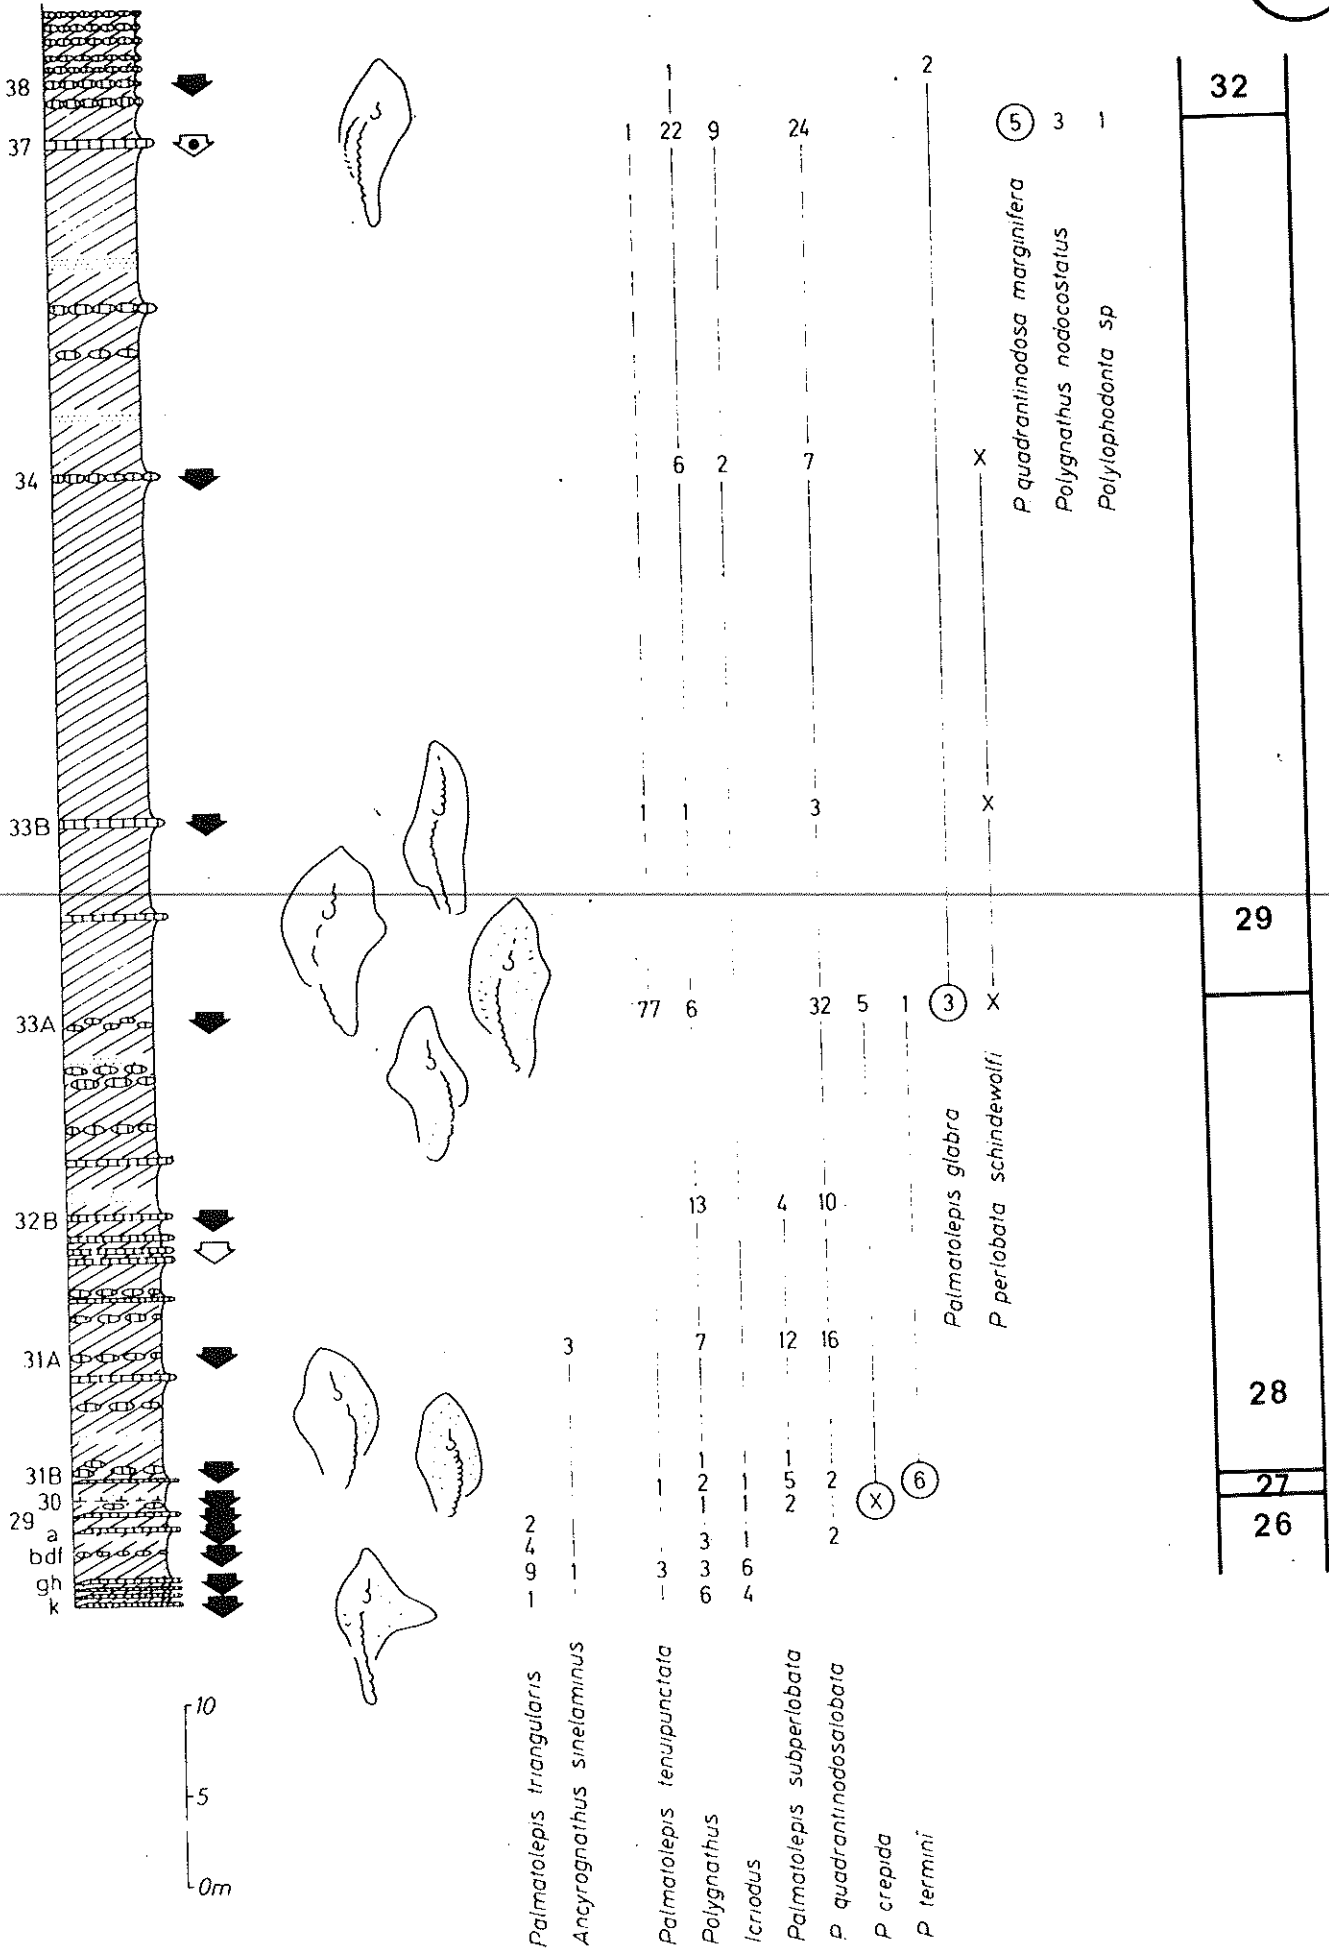 38 1 2 32
37 1 22 9 24 5 3 1
P quadrantinodosa marginifera
Polygnathus nodocostatus
Polylophodonta sp
34 6 2 7 X
33B 1 1 3 X
29
33A 77 6 32 5 1 3 X
Palmatolepis glabra
P perlobata schindewolfi
32B 13 4 10
31A 3 7 12 16
28
1 1
31B 1 2 1 5 2 6 27
30 1 1 2 X
29 2 26
a 4 3 1 2
bdf 9 1 3 3 6
gh 1 6 4
k
10
5
0m
Palmatolepis triangularis
Ancyrognathus sinelaminus
Palmatolepis tenuipunctata
Polygnathus
Icriodus
Palmatolepis subperlobata
P quadrantinodosalobata
P crepida
P termini